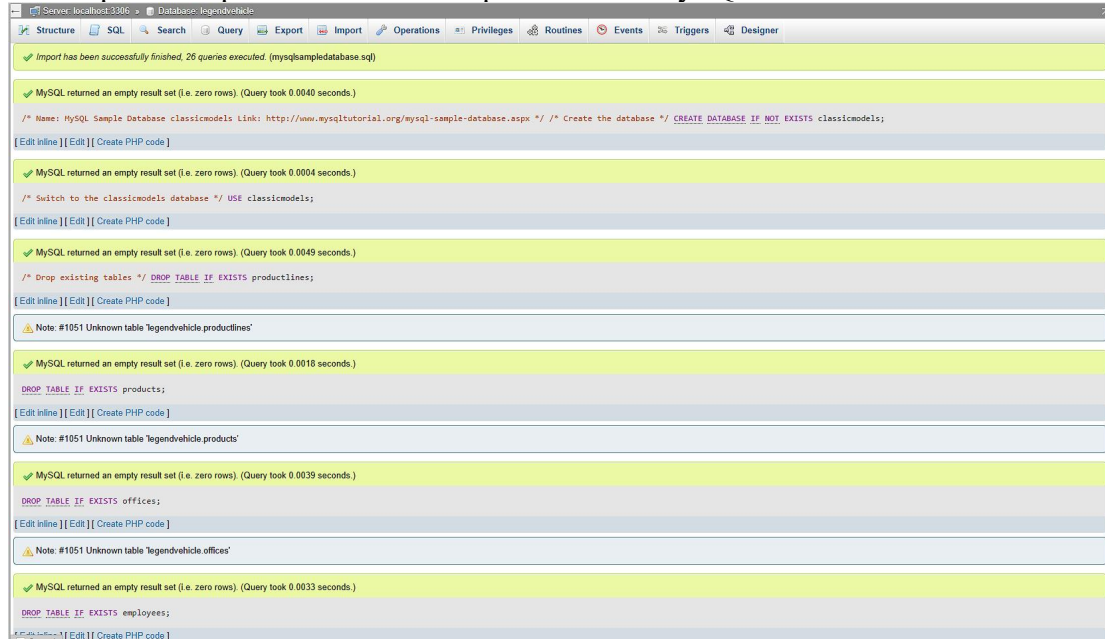 Server: localhost:3306 » Database: legendvehicle
Structure SQL Search Query Export Import Operations Privileges Routines Events Triggers Designer
Import has been successfully finished, 26 queries executed. (mysqlsampledatabase.sql)
MySQL returned an empty result set (i.e. zero rows). (Query took 0.0040 seconds.)
/* Name: MySQL Sample Database classicmodels Link: http://www.mysqltutorial.org/mysql-sample-database.aspx */ /* Create the database */ CREATE DATABASE IF NOT EXISTS classicmodels;
[ Edit inline ] [ Edit ] [ Create PHP code ]
MySQL returned an empty result set (i.e. zero rows). (Query took 0.0004 seconds.)
/* Switch to the classicmodels database */ USE classicmodels;
[ Edit inline ] [ Edit ] [ Create PHP code ]
MySQL returned an empty result set (i.e. zero rows). (Query took 0.0049 seconds.)
/* Drop existing tables */ DROP TABLE IF EXISTS productlines;
[ Edit inline ] [ Edit ] [ Create PHP code ]
Note: #1051 Unknown table 'legendvehicle.productlines'
MySQL returned an empty result set (i.e. zero rows). (Query took 0.0018 seconds.)
DROP TABLE IF EXISTS products;
[ Edit inline ] [ Edit ] [ Create PHP code ]
Note: #1051 Unknown table 'legendvehicle.products'
MySQL returned an empty result set (i.e. zero rows). (Query took 0.0039 seconds.)
DROP TABLE IF EXISTS offices;
[ Edit inline ] [ Edit ] [ Create PHP code ]
Note: #1051 Unknown table 'legendvehicle.offices'
MySQL returned an empty result set (i.e. zero rows). (Query took 0.0033 seconds.)
DROP TABLE IF EXISTS employees;
[ Edit inline ] [ Edit ] [ Create PHP code ]